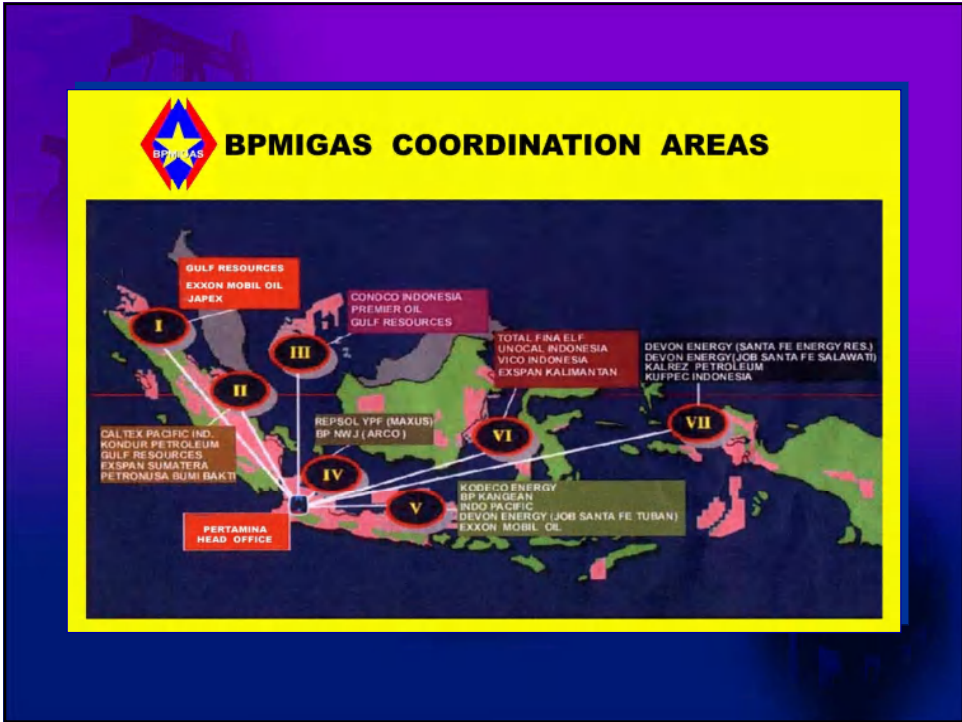 BPMIGAS
BPMIGAS COORDINATION AREAS
GULF RESOURCES
EXXON MOBIL OIL
JAPEX
I
CONOCO INDONESIA
PREMIER OIL
GULF RESOURCES
III
II
TOTAL FINA ELF
UNOCAL INDONESIA
VICO INDONESIA
EXSPAN KALIMANTAN
VI
DEVON ENERGY (SANTA FE ENERGY RES.)
DEVON ENERGY(JOB SANTA FE SALAWATI)
KALREZ PETROLEUM
KUFPEC INDONESIA
VII
CALTEX PACIFIC IND.
KONDUR PETROLEUM
GULF RESOURCES
EXSPAN SUMATERA
PETRONUSA BUMI BAKTI
REPSOL YPF (MAXUS)
BP NWJ ( ARCO )
IV
V
KODECO ENERGY
BP KANGEAN
INDO PACIFIC
DEVON ENERGY (JOB SANTA FE TUBAN)
EXXON MOBIL OIL
PERTAMINA
HEAD OFFICE